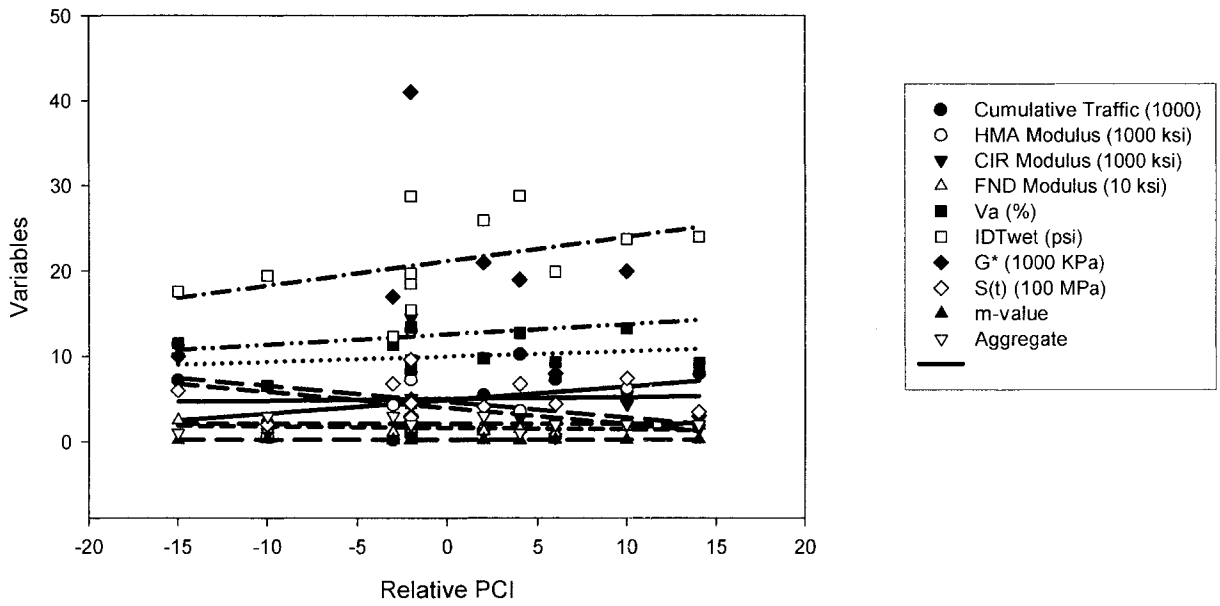 50
40
30
20
10
0
Variables
-20
-15
-10
-5
0
5
10
15
20
Relative PCI
Cumulative Traffic (1000)
HMA Modulus (1000 ksi)
CIR Modulus (1000 ksi)
FND Modulus (10 ksi)
Va (%)
IDTwet (psi)
G* (1000 KPa)
S(t) (100 MPa)
m-value
Aggregate